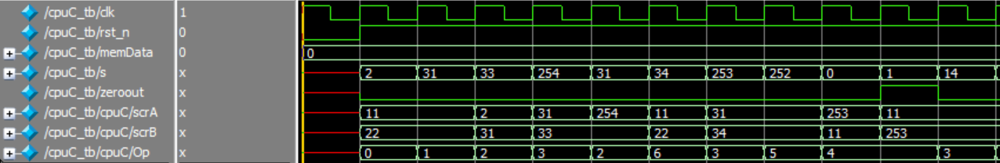 /cpuC_tb/clk 1
/cpuC_tb/rst_n 0
/cpuC_tb/memData 0 0
/cpuC_tb/s x 2 31 33 254 31 34 253 252 0 1 14
/cpuC_tb/zeroout x
/cpuC_tb/cpuC/scrA x 11 2 31 254 11 31 253 11
/cpuC_tb/cpuC/scrB x 22 31 33 22 34 11 253
/cpuC_tb/cpuC/Op x 0 1 2 3 2 6 3 5 4 3